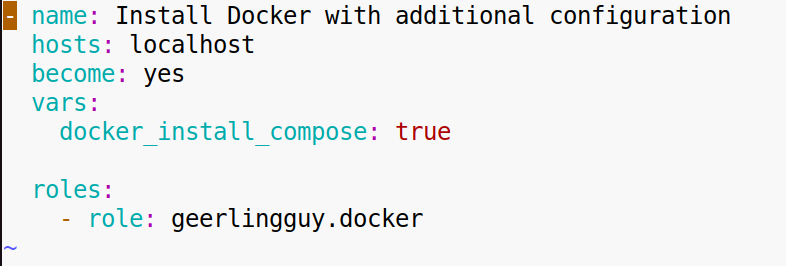 - name: Install Docker with additional configuration
  hosts: localhost
  become: yes
  vars:
    docker_install_compose: true

  roles:
    - role: geerlingguy.docker
~